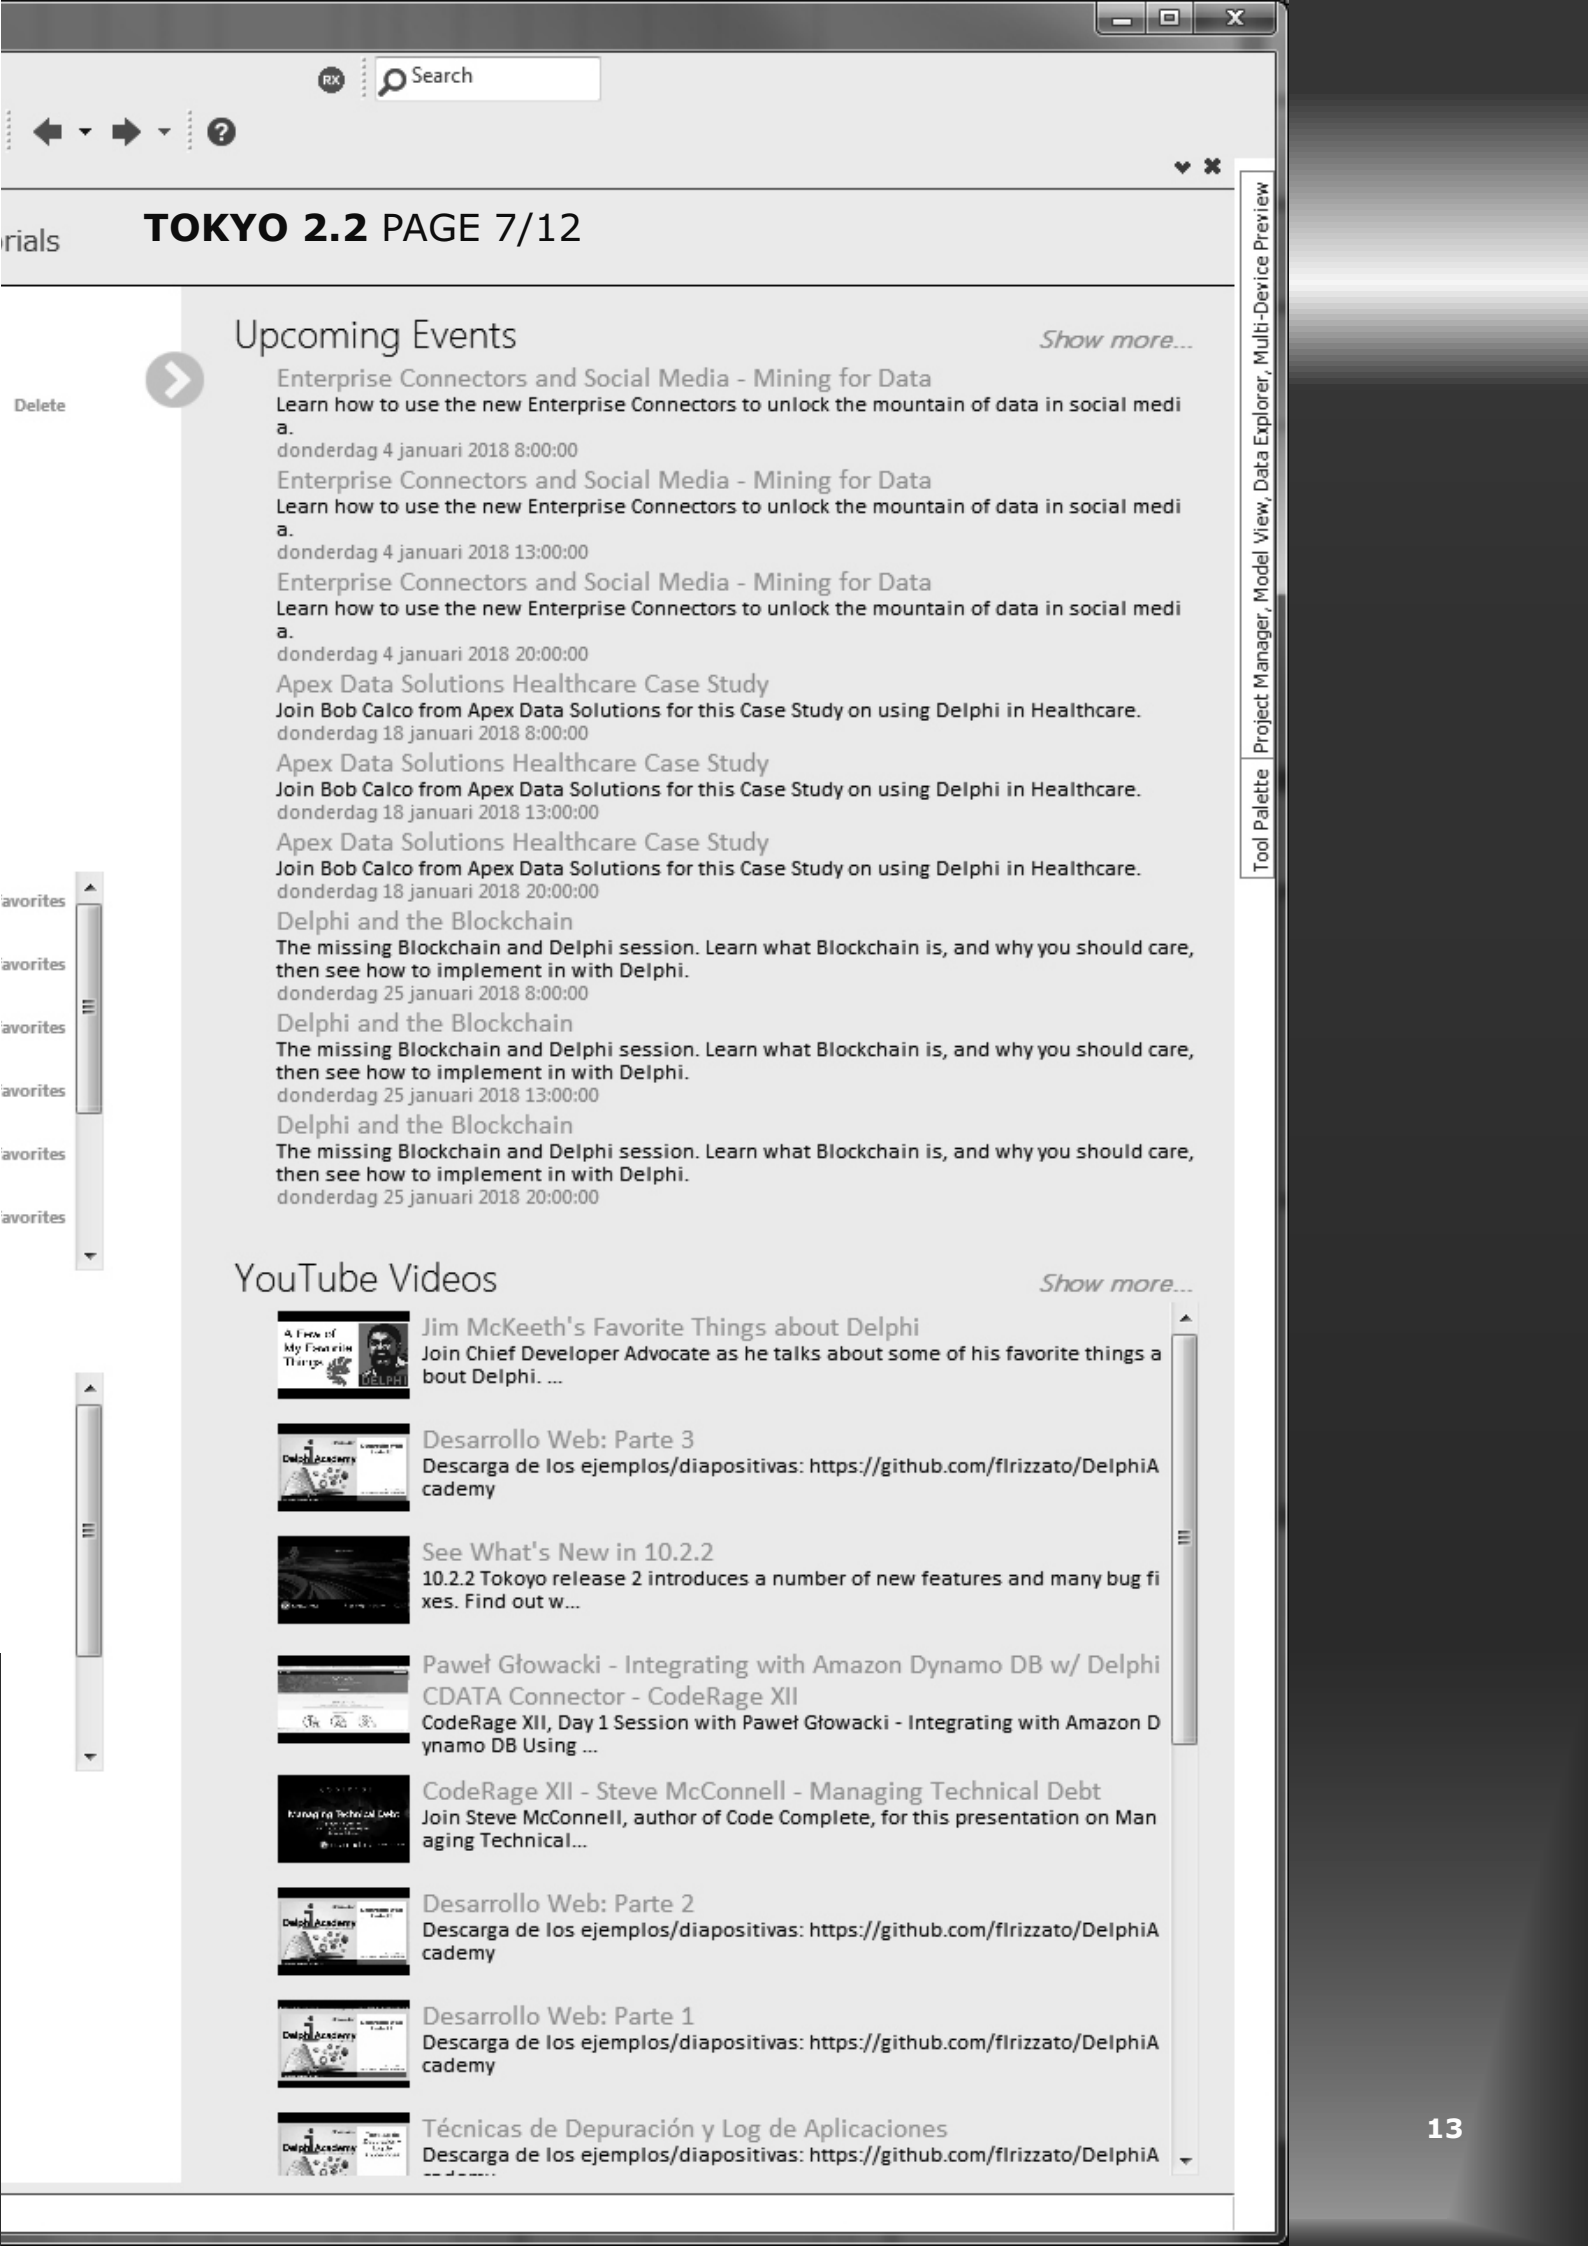 RX
Search
TOKYO 2.2 PAGE 7/12
rials
Upcoming Events
Show more...
Delete
Enterprise Connectors and Social Media - Mining for Data
Learn how to use the new Enterprise Connectors to unlock the mountain of data in social medi
a.
donderdag 4 januari 2018 8:00:00
Enterprise Connectors and Social Media - Mining for Data
Learn how to use the new Enterprise Connectors to unlock the mountain of data in social medi
a.
donderdag 4 januari 2018 13:00:00
Enterprise Connectors and Social Media - Mining for Data
Learn how to use the new Enterprise Connectors to unlock the mountain of data in social medi
a.
donderdag 4 januari 2018 20:00:00
Apex Data Solutions Healthcare Case Study
Join Bob Calco from Apex Data Solutions for this Case Study on using Delphi in Healthcare.
donderdag 18 januari 2018 8:00:00
Apex Data Solutions Healthcare Case Study
Join Bob Calco from Apex Data Solutions for this Case Study on using Delphi in Healthcare.
donderdag 18 januari 2018 13:00:00
Apex Data Solutions Healthcare Case Study
Join Bob Calco from Apex Data Solutions for this Case Study on using Delphi in Healthcare.
donderdag 18 januari 2018 20:00:00
Delphi and the Blockchain
The missing Blockchain and Delphi session. Learn what Blockchain is, and why you should care,
then see how to implement in with Delphi.
donderdag 25 januari 2018 8:00:00
Delphi and the Blockchain
The missing Blockchain and Delphi session. Learn what Blockchain is, and why you should care,
then see how to implement in with Delphi.
donderdag 25 januari 2018 13:00:00
Delphi and the Blockchain
The missing Blockchain and Delphi session. Learn what Blockchain is, and why you should care,
then see how to implement in with Delphi.
donderdag 25 januari 2018 20:00:00
avorites
avorites
avorites
avorites
avorites
avorites
Project Manager, Model View, Data Explorer, Multi-Device Preview
Tool Palette
YouTube Videos
Show more...
A Few of
My Favorite
Things
DELPHI
Jim McKeeth's Favorite Things about Delphi
Join Chief Developer Advocate as he talks about some of his favorite things a
bout Delphi. ...
Delphi Academy
Desarrollo Web: Parte 3
Descarga de los ejemplos/diapositivas: https://github.com/flrizzato/DelphiA
cademy
See What's New in 10.2.2
10.2.2 Tokoyo release 2 introduces a number of new features and many bug fi
xes. Find out w...
Paweł Głowacki - Integrating with Amazon Dynamo DB w/ Delphi
CDATA Connector - CodeRage XII
CodeRage XII, Day 1 Session with Paweł Głowacki - Integrating with Amazon D
ynamo DB Using ...
Managing Technical Debt
CodeRage XII - Steve McConnell - Managing Technical Debt
Join Steve McConnell, author of Code Complete, for this presentation on Man
aging Technical...
Delphi Academy
Desarrollo Web: Parte 2
Descarga de los ejemplos/diapositivas: https://github.com/flrizzato/DelphiA
cademy
Delphi Academy
Desarrollo Web: Parte 1
Descarga de los ejemplos/diapositivas: https://github.com/flrizzato/DelphiA
cademy
Delphi Academy
Técnicas de Depuración y Log de Aplicaciones
Descarga de los ejemplos/diapositivas: https://github.com/flrizzato/DelphiA
13